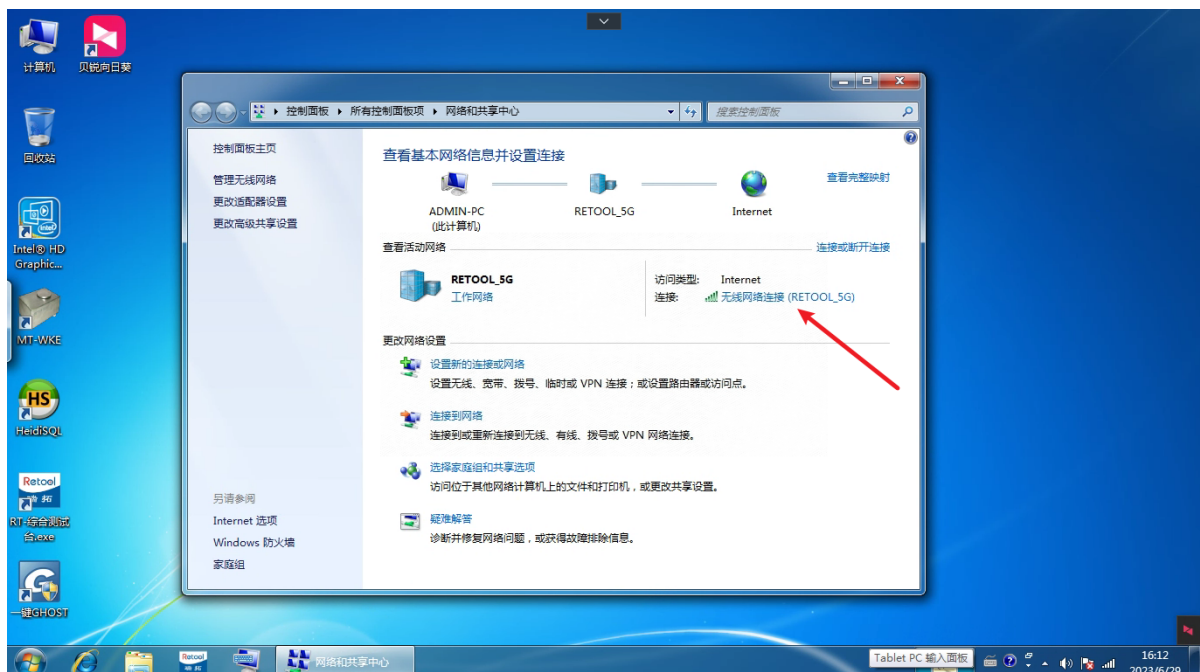 计算机
贝锐向日葵
控制面板 ▸ 所有控制面板项 ▸ 网络和共享中心
搜索控制面板
回收站
控制面板主页
管理无线网络
更改适配器设置
更改高级共享设置
查看基本网络信息并设置连接
查看完整映射
ADMIN-PC
(此计算机)
RETOOL_5G
Internet
查看活动网络
连接或断开连接
RETOOL_5G
工作网络
访问类型: Internet
连接: 无线网络连接 (RETOOL_5G)
更改网络设置
设置新的连接或网络
设置无线、宽带、拨号、临时或 VPN 连接；或设置路由器或访问点。
连接到网络
连接到或重新连接到无线、有线、拨号或 VPN 网络连接。
选择家庭组和共享选项
访问位于其他网络计算机上的文件和打印机，或更改共享设置。
疑难解答
诊断并修复网络问题，或获得故障排除信息。
另请参阅
Internet 选项
Windows 防火墙
家庭组
intel
Intel® HD
Graphic...
MT-WKE
HS
HeidiSQL
Retool
RT-综合测试
台.exe
一键GHOST
Retool
网络和共享中心
Tablet PC 输入面板
16:12
2023/6/29